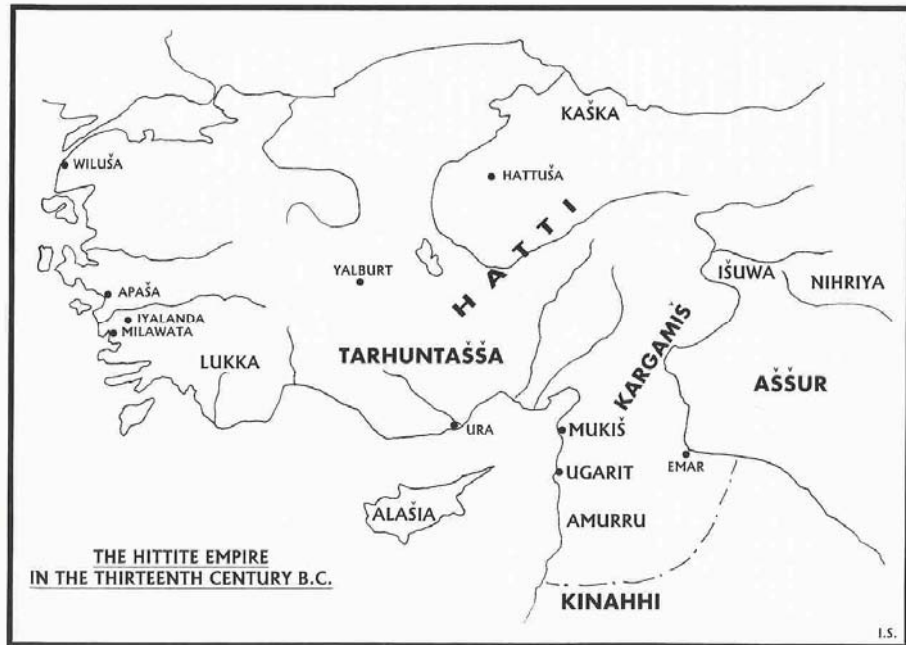 KAŠKA
WILUŠA
HATTUŠA
HATTI
YALBURT
IŠUWA
NIHRIYA
APAŠA
IYALANDA
MILAWATA
LUKKA
TARHUNTAŠŠA
KARGAMIŠ
AŠŠUR
URA
MUKIŠ
EMAR
UGARIT
ALAŠIA
AMURRU
THE HITTITE EMPIRE
IN THE THIRTEENTH CENTURY B.C.
KINAHHI
I.S.